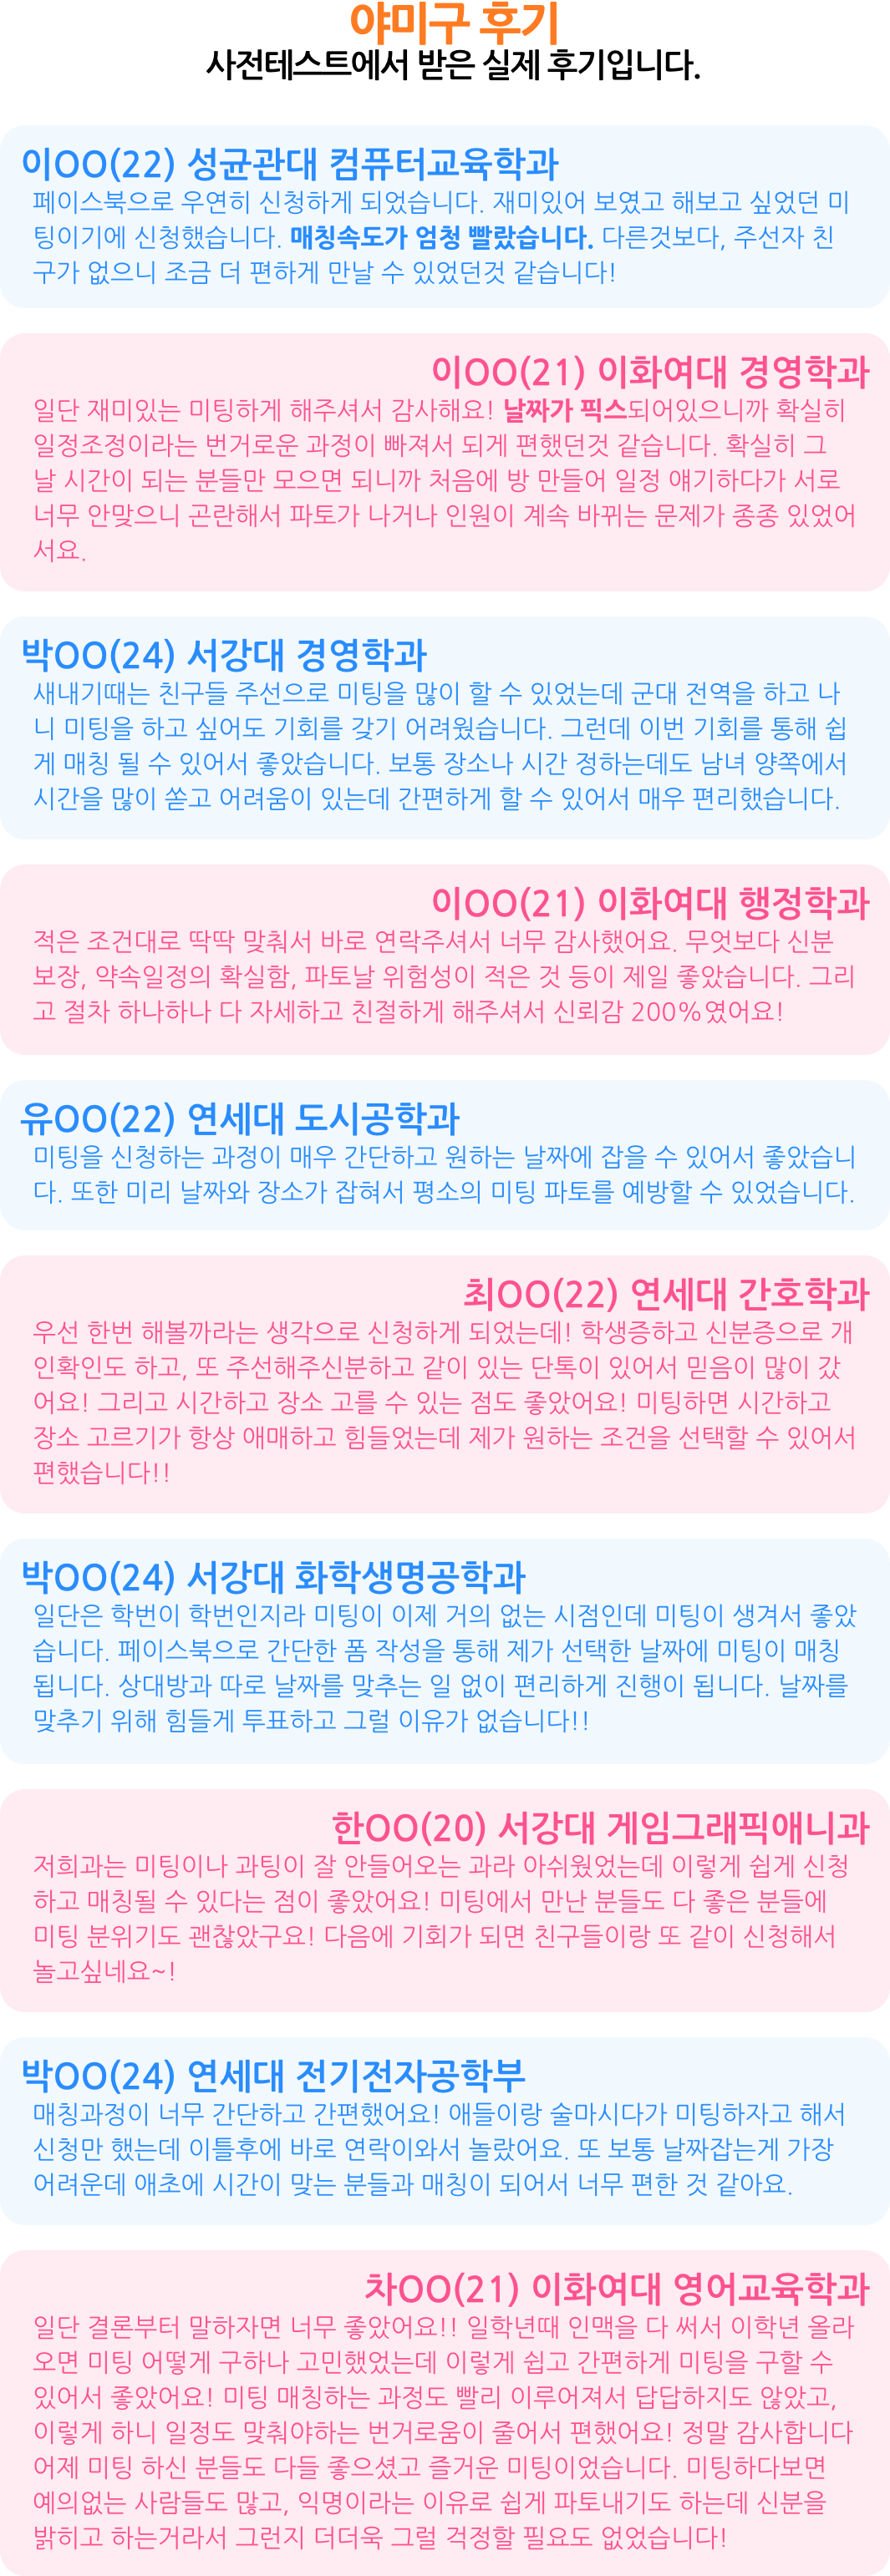 야미구 후기
사전테스트에서 받은 실제 후기입니다.
이OO(22) 성균관대 컴퓨터교육학과
페이스북으로 우연히 신청하게 되었습니다. 재미있어 보였고 해보고 싶었던 미
팅이기에 신청했습니다. 매칭속도가 엄청 빨랐습니다. 다른것보다, 주선자 친
구가 없으니 조금 더 편하게 만날 수 있었던것 같습니다!
이OO(21) 이화여대 경영학과
일단 재미있는 미팅하게 해주셔서 감사해요! 날짜가 픽스되어있으니까 확실히
일정조정이라는 번거로운 과정이 빠져서 되게 편했던것 같습니다. 확실히 그
날 시간이 되는 분들만 모으면 되니까 처음에 방 만들어 일정 얘기하다가 서로
너무 안맞으니 곤란해서 파토가 나거나 인원이 계속 바뀌는 문제가 종종 있었어
서요.
박OO(24) 서강대 경영학과
새내기때는 친구들 주선으로 미팅을 많이 할 수 있었는데 군대 전역을 하고 나
니 미팅을 하고 싶어도 기회를 갖기 어려웠습니다. 그런데 이번 기회를 통해 쉽
게 매칭 될 수 있어서 좋았습니다. 보통 장소나 시간 정하는데도 남녀 양쪽에서
시간을 많이 쏟고 어려움이 있는데 간편하게 할 수 있어서 매우 편리했습니다.
이OO(21) 이화여대 행정학과
적은 조건대로 딱딱 맞춰서 바로 연락주셔서 너무 감사했어요. 무엇보다 신분
보장, 약속일정의 확실함, 파토날 위험성이 적은 것 등이 제일 좋았습니다. 그리
고 절차 하나하나 다 자세하고 친절하게 해주셔서 신뢰감 200%였어요!
유OO(22) 연세대 도시공학과
미팅을 신청하는 과정이 매우 간단하고 원하는 날짜에 잡을 수 있어서 좋았습니
다. 또한 미리 날짜와 장소가 잡혀서 평소의 미팅 파토를 예방할 수 있었습니다.
최OO(22) 연세대 간호학과
우선 한번 해볼까라는 생각으로 신청하게 되었는데! 학생증하고 신분증으로 개
인확인도 하고, 또 주선해주신분하고 같이 있는 단톡이 있어서 믿음이 많이 갔
어요! 그리고 시간하고 장소 고를 수 있는 점도 좋았어요! 미팅하면 시간하고
장소 고르기가 항상 애매하고 힘들었는데 제가 원하는 조건을 선택할 수 있어서
편했습니다!!
박OO(24) 서강대 화학생명공학과
일단은 학번이 학번인지라 미팅이 이제 거의 없는 시점인데 미팅이 생겨서 좋았
습니다. 페이스북으로 간단한 폼 작성을 통해 제가 선택한 날짜에 미팅이 매칭
됩니다. 상대방과 따로 날짜를 맞추는 일 없이 편리하게 진행이 됩니다. 날짜를
맞추기 위해 힘들게 투표하고 그럴 이유가 없습니다!!
한OO(20) 서강대 게임그래픽애니과
저희과는 미팅이나 과팅이 잘 안들어오는 과라 아쉬웠었는데 이렇게 쉽게 신청
하고 매칭될 수 있다는 점이 좋았어요! 미팅에서 만난 분들도 다 좋은 분들에
미팅 분위기도 괜찮았구요! 다음에 기회가 되면 친구들이랑 또 같이 신청해서
놀고싶네요~!
박OO(24) 연세대 전기전자공학부
매칭과정이 너무 간단하고 간편했어요! 애들이랑 술마시다가 미팅하자고 해서
신청만 했는데 이틀후에 바로 연락이와서 놀랐어요. 또 보통 날짜잡는게 가장
어려운데 애초에 시간이 맞는 분들과 매칭이 되어서 너무 편한 것 같아요.
차OO(21) 이화여대 영어교육학과
일단 결론부터 말하자면 너무 좋았어요!! 일학년때 인맥을 다 써서 이학년 올라
오면 미팅 어떻게 구하나 고민했었는데 이렇게 쉽고 간편하게 미팅을 구할 수
있어서 좋았어요! 미팅 매칭하는 과정도 빨리 이루어져서 답답하지도 않았고,
이렇게 하니 일정도 맞춰야하는 번거로움이 줄어서 편했어요! 정말 감사합니다
어제 미팅 하신 분들도 다들 좋으셨고 즐거운 미팅이었습니다. 미팅하다보면
예의없는 사람들도 많고, 익명이라는 이유로 쉽게 파토내기도 하는데 신분을
밝히고 하는거라서 그런지 더더욱 그럴 걱정할 필요도 없었습니다!